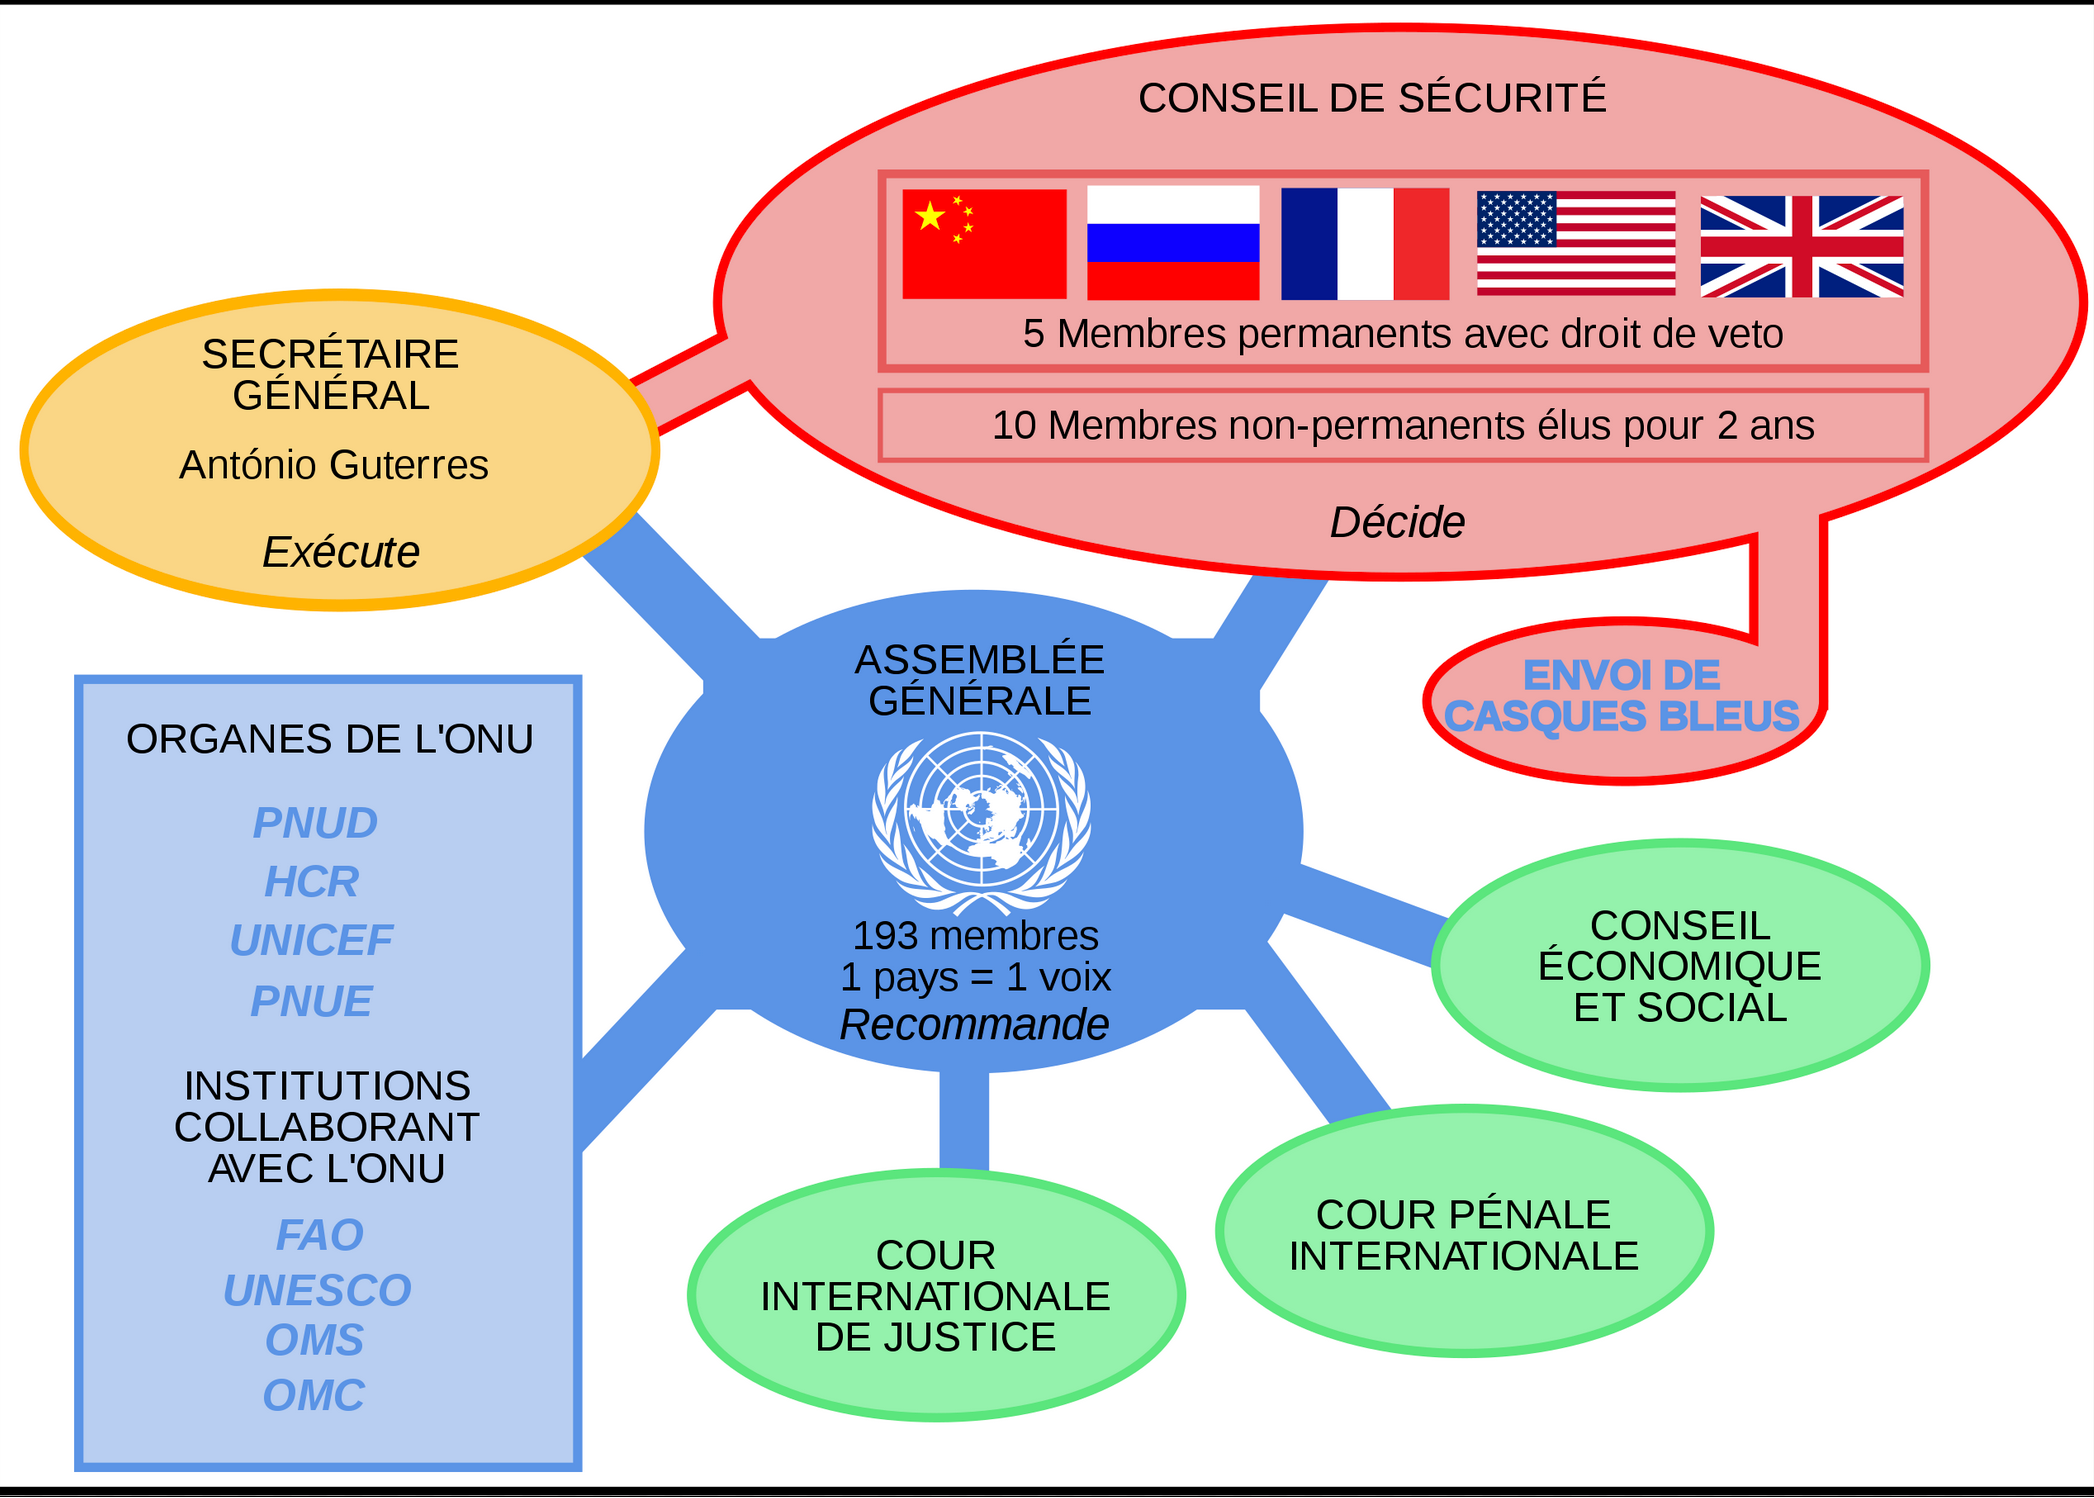 CONSEIL DE SÉCURITÉ
5 Membres permanents avec droit de veto
10 Membres non-permanents élus pour 2 ans
Décide
ENVOI DE
CASQUES BLEUS
SECRÉTAIRE
GÉNÉRAL
António Guterres
Exécute
ASSEMBLÉE
GÉNÉRALE
193 membres
1 pays = 1 voix
Recommande
ORGANES DE L'ONU
PNUD
HCR
UNICEF
PNUE
INSTITUTIONS
COLLABORANT
AVEC L'ONU
FAO
UNESCO
OMS
OMC
CONSEIL
ÉCONOMIQUE
ET SOCIAL
COUR PÉNALE
INTERNATIONALE
COUR
INTERNATIONALE
DE JUSTICE